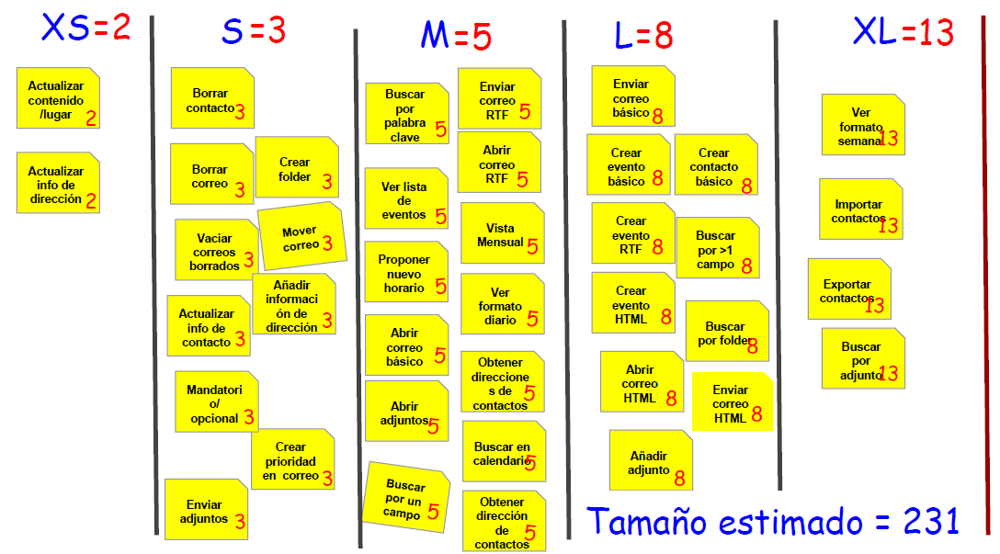 XS=2
S=3
M=5
L=8
XL=13
Actualizar
contenido
/lugar 2
Actualizar
info de
dirección 2
Borrar
contacto 3
Borrar
correo 3
Crear
folder 3
Vaciar
correos
borrados 3
Mover
correo 3
Actualizar
info de
contacto 3
Añadir
informaci
ón de
dirección 3
Mandatori
o/
opcional 3
Crear
prioridad
en correo 3
Enviar
adjuntos 3
Buscar
por
palabra
clave 5
Enviar
correo
RTF 5
Abrir
correo
RTF 5
Ver lista
de
eventos 5
Vista
Mensual 5
Proponer
nuevo
horario 5
Ver
formato
diario 5
Abrir
correo
básico 5
Obtener
direccione
s de
contactos 5
Abrir
adjuntos 5
Buscar en
calendario 5
Buscar
por un
campo 5
Obtener
dirección
de
contactos 5
Enviar
correo
básico 8
Crear
evento
básico 8
Crear
contacto
básico 8
Crear
evento
RTF 8
Buscar
por >1
campo 8
Crear
evento
HTML 8
Buscar
por folder 8
Abrir
correo
HTML 8
Enviar
correo
HTML 8
Añadir
adjunto 8
Ver
formato
semanal 13
Importar
contactos 13
Exportar
contactos 13
Buscar
por
adjunto 13
Tamaño estimado = 231